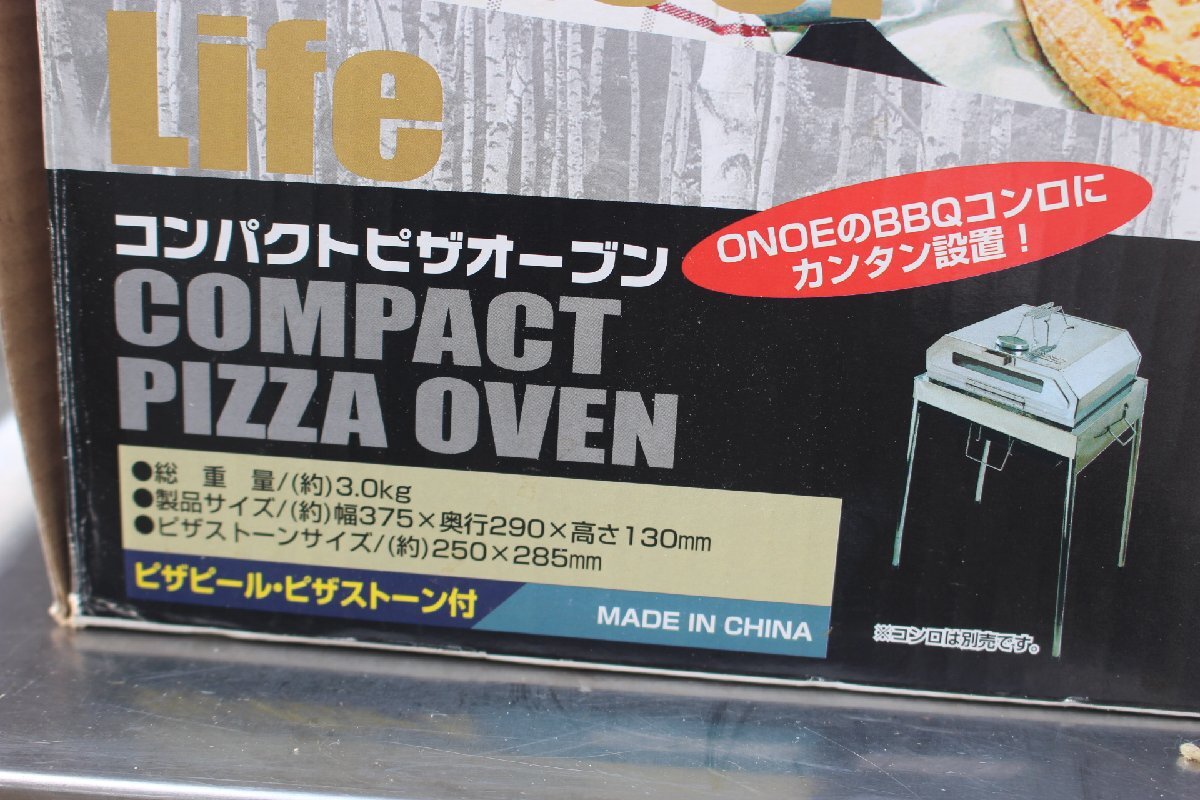 Life
コンパクトピザオーブン
COMPACT
PIZZA OVEN
ONOEのBBQコンロに
カンタン設置！
●総重量/(約)3.0kg
●製品サイズ/(約)幅375×奥行290×高さ130mm
●ピザストーンサイズ/(約)250×285mm
ピザピール・ピザストーン付
MADE IN CHINA
※コンロは別売です。